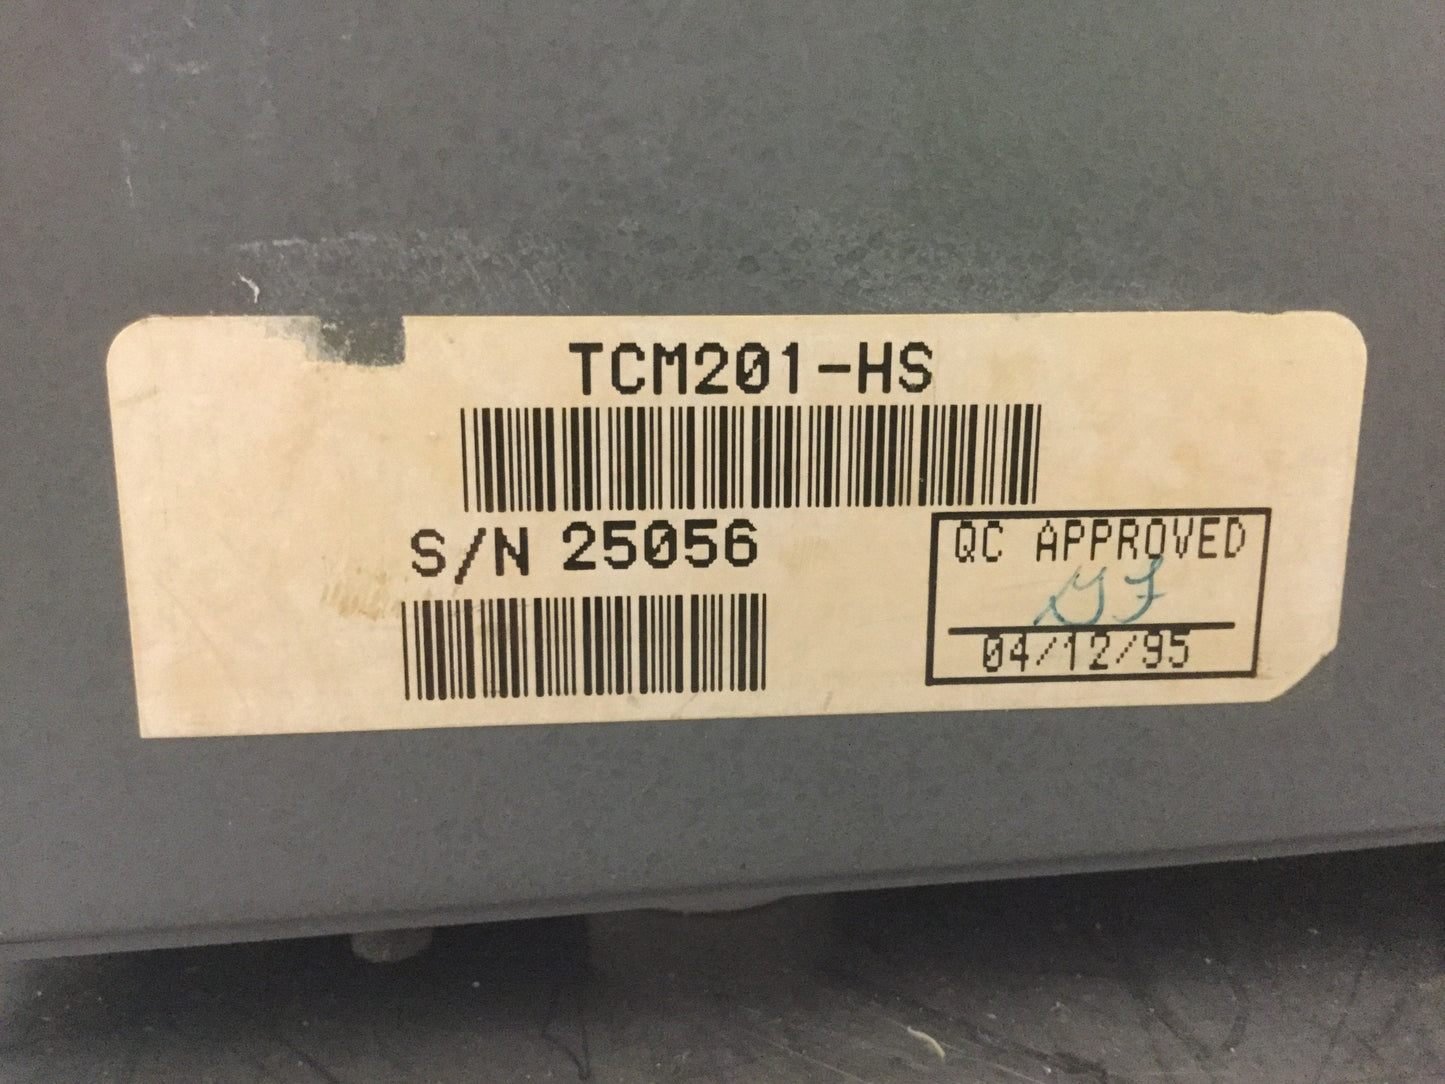 TCM201-HS
S/N 25056
QC APPROVED
04/12/95